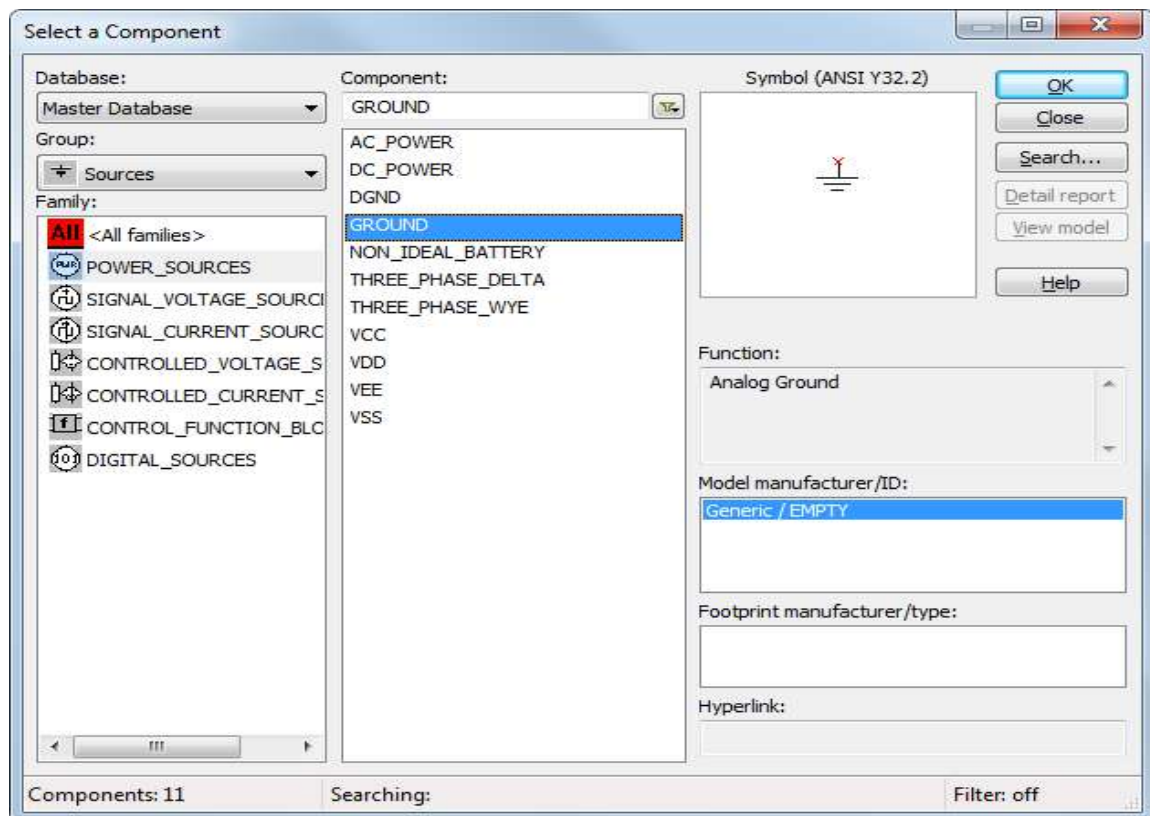 Select a Component
Database:
Master Database
Group:
Sources
Family:
All <All families>
POWER_SOURCES
SIGNAL_VOLTAGE_SOURC
SIGNAL_CURRENT_SOURC
CONTROLLED_VOLTAGE_S
CONTROLLED_CURRENT_S
CONTROL_FUNCTION_BLO
DIGITAL_SOURCES
Component:
GROUND
AC_POWER
DC_POWER
DGND
GROUND
NON_IDEAL_BATTERY
THREE_PHASE_DELTA
THREE_PHASE_WYE
VCC
VDD
VEE
VSS
Symbol (ANSI Y32.2)
OK
Close
Search...
Detail report
View model
Help
Function:
Analog Ground
Model manufacturer/ID:
Generic / EMPTY
Footprint manufacturer/type:
Hyperlink:
Components: 11
Searching:
Filter: off